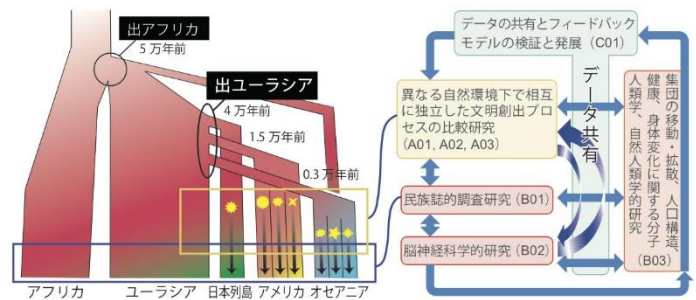 出アフリカ
5 万年前
出ユーラシア
4 万年前
1.5 万年前
0.3 万年前
アフリカ
ユーラシア
日本列島
アメリカ
オセアニア
データの共有とフィードバック
モデルの検証と発展（C01）
異なる自然環境下で相互
に独立した文明創出プロ
セスの比較研究
(A01, A02, A03)
民族誌的調査研究（B01）
脳神経科学的研究（B02）
データ共有
集団の移動・拡散、人口構造、
健康、身体変化に関する分子
人類学、自然人類学的研究
(B03)